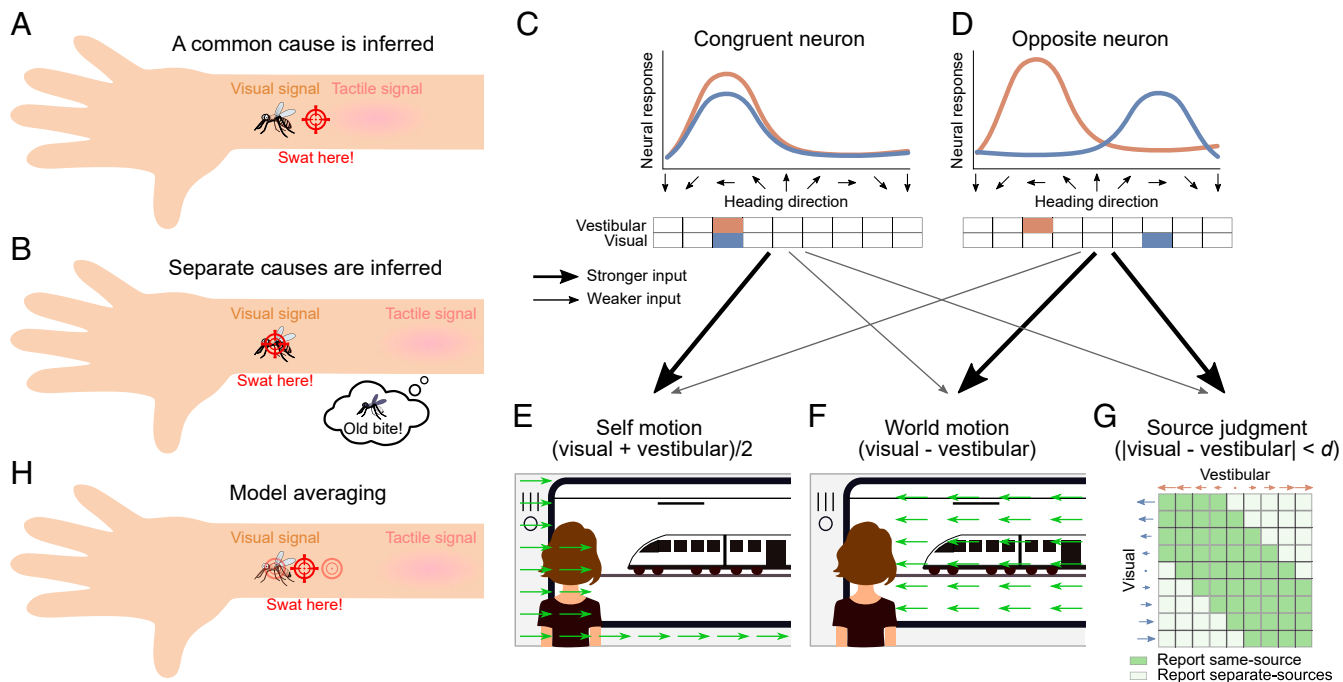 A
A common cause is inferred
Visual signal
Tactile signal
Swat here!
B
Separate causes are inferred
Visual signal
Tactile signal
Swat here!
Old bite!
H
Model averaging
Visual signal
Tactile signal
Swat here!
C
Congruent neuron
Neural response
Heading direction
D
Opposite neuron
Neural response
Heading direction
Vestibular
Visual
Stronger input
Weaker input
E
Self motion
(visual + vestibular)/2
F
World motion
(visual - vestibular)
G
Source judgment
(|visual - vestibular| < d)
Vestibular
Visual
Report same-source
Report separate-sources